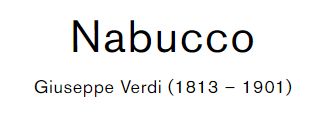 Nabucco
Giuseppe Verdi (1813 – 1901)